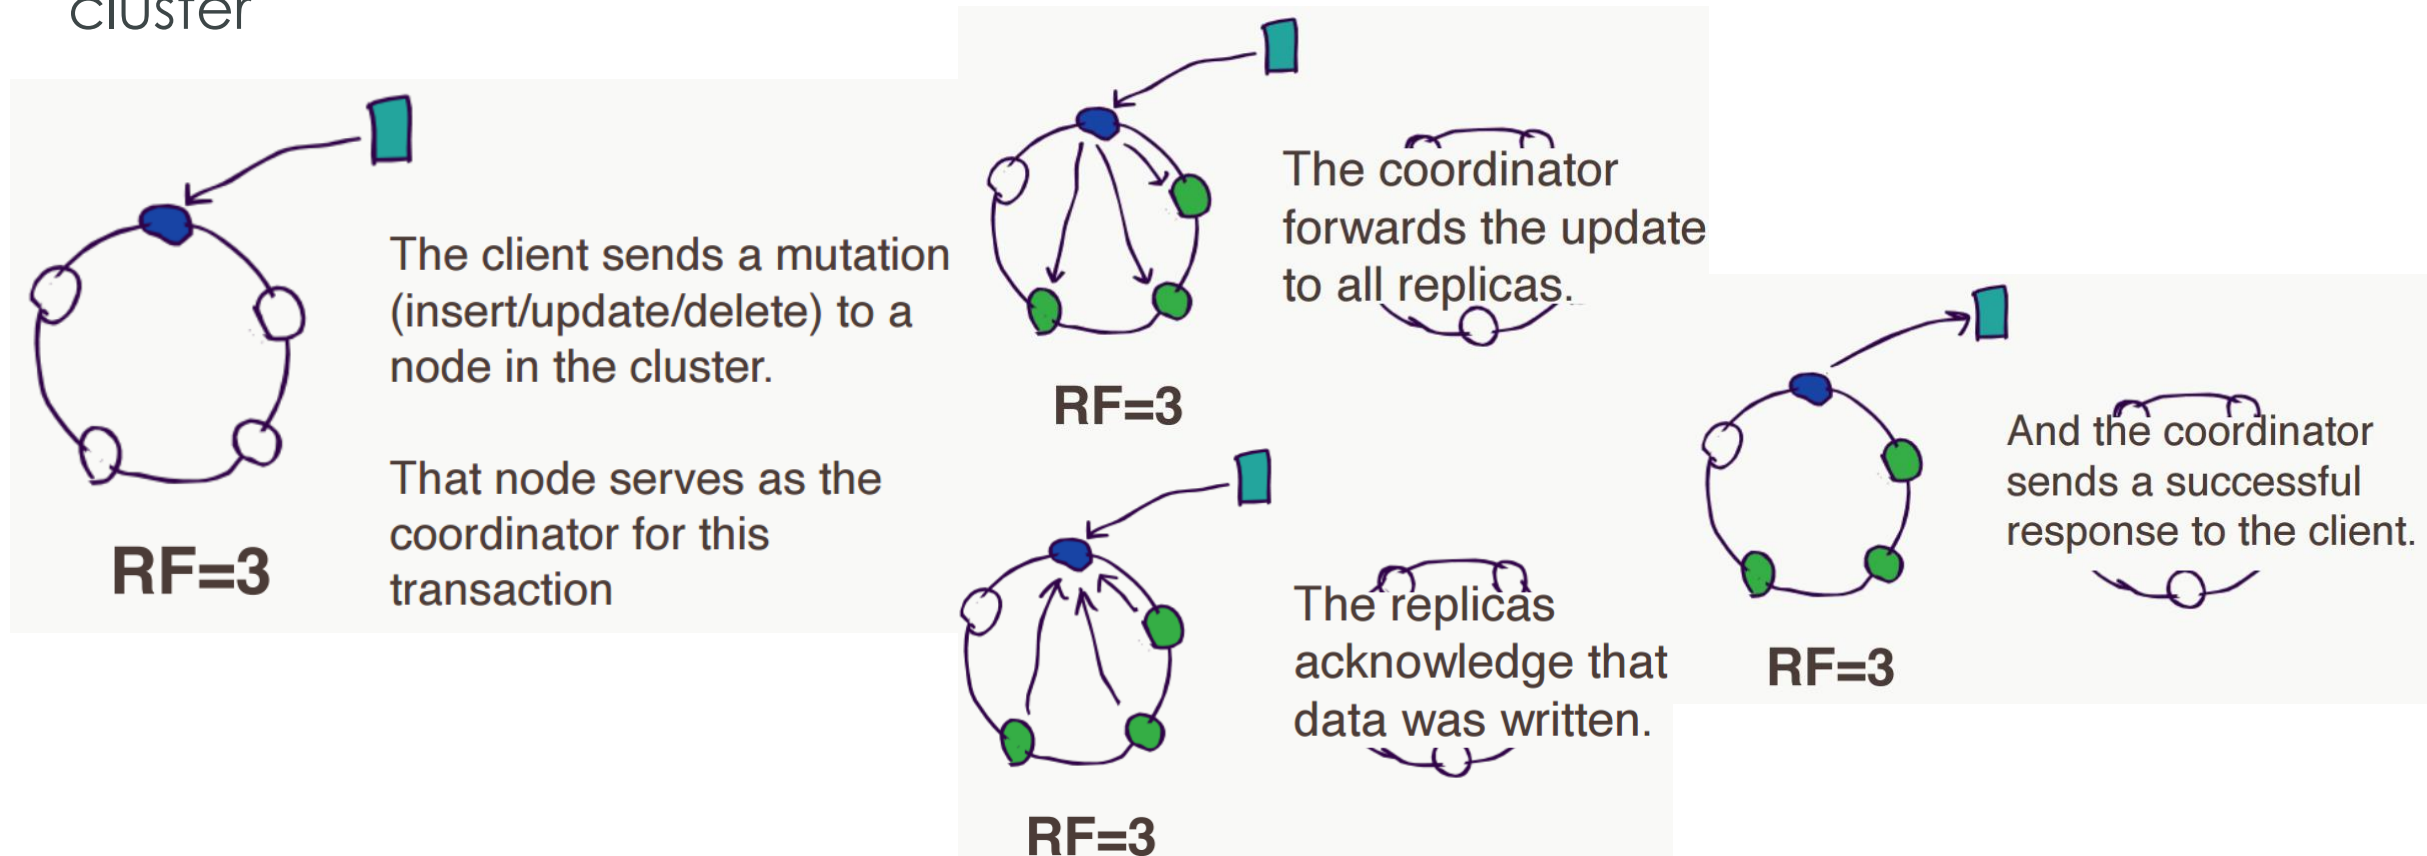 cluster
The client sends a mutation
(insert/update/delete) to a
node in the cluster.
That node serves as the
coordinator for this
transaction
RF=3
The coordinator
forwards the update
to all replicas.
RF=3
The replicas
acknowledge that
data was written.
RF=3
And the coordinator
sends a successful
response to the client.
RF=3